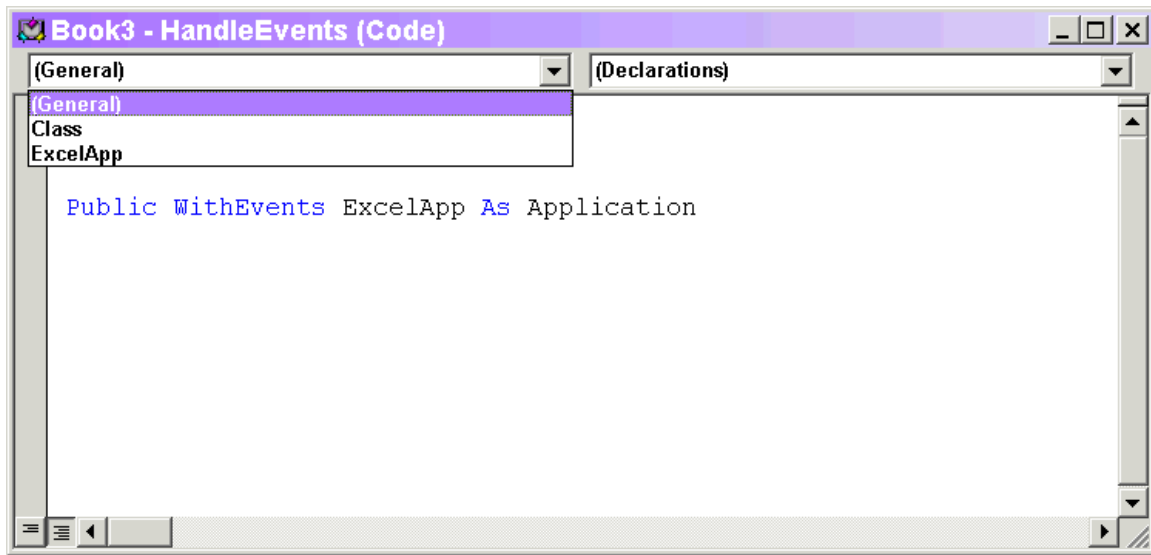 Book3 - HandleEvents (Code)
(General) (Declarations)
(General)
Class
ExcelApp
Public WithEvents ExcelApp As Application